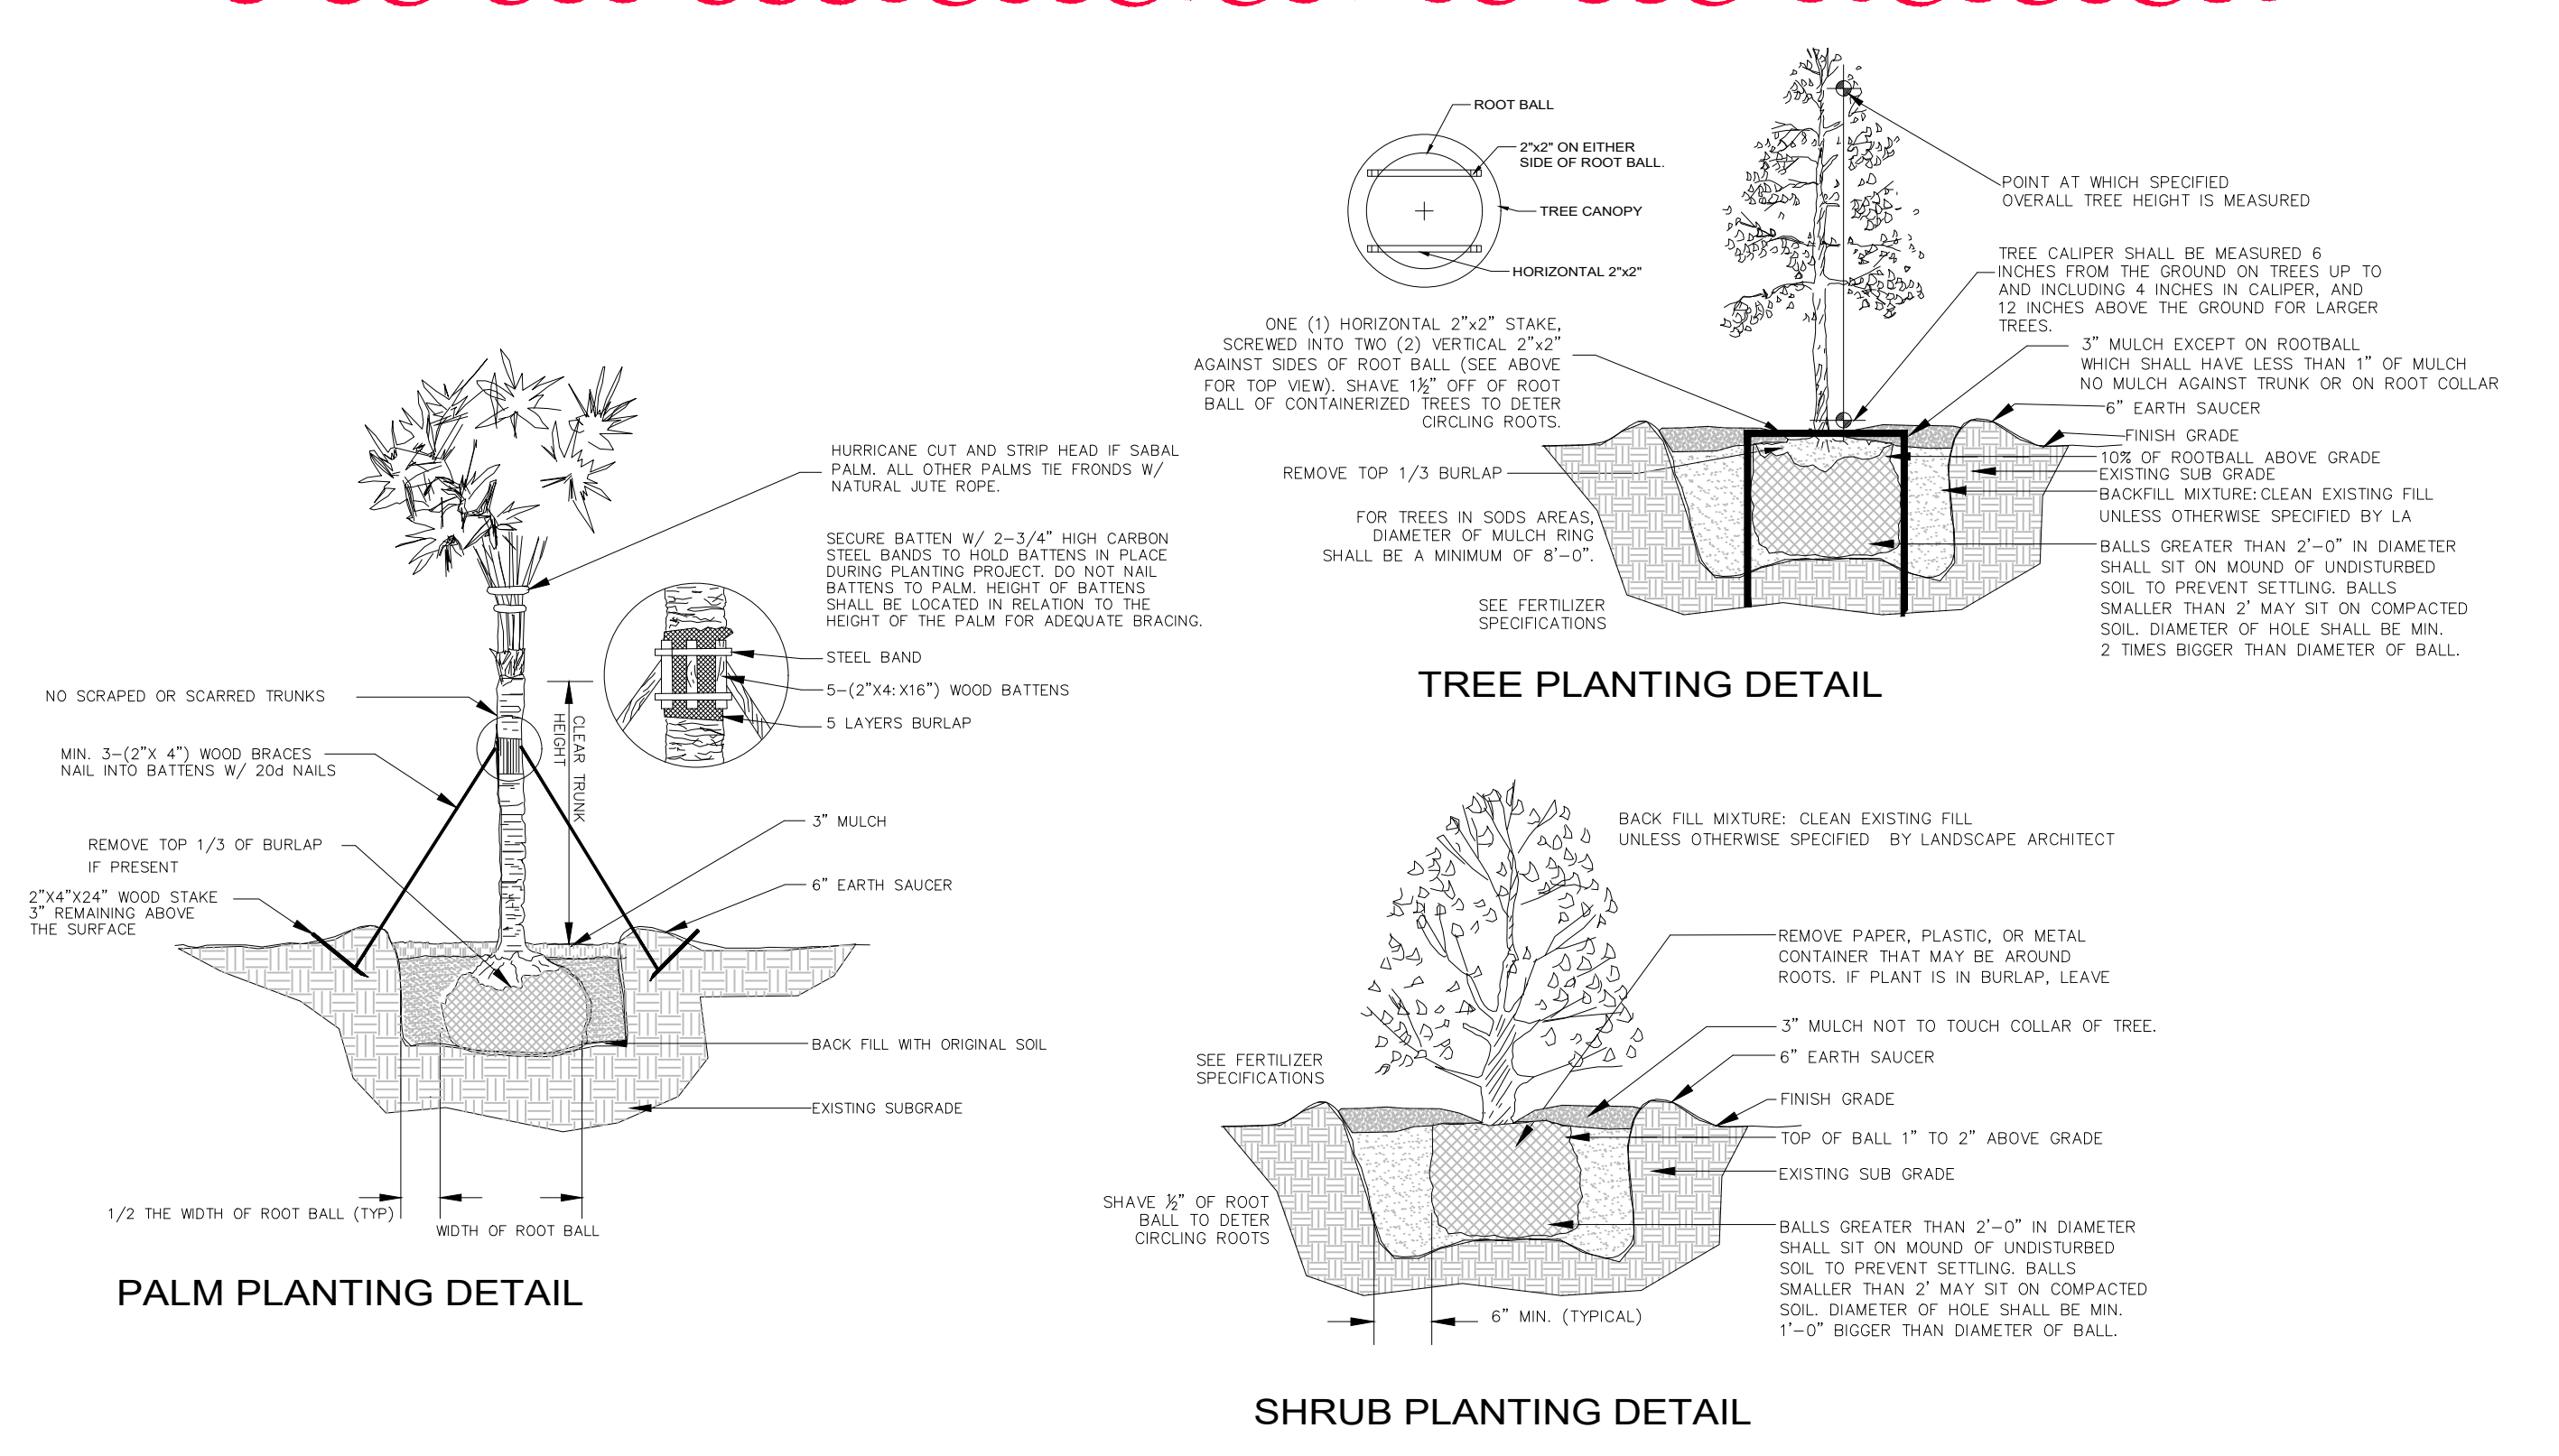 ROOT BALL
2"x2" ON EITHER
SIDE OF ROOT BALL.
TREE CANOPY
HORIZONTAL 2"x2"
POINT AT WHICH SPECIFIED
OVERALL TREE HEIGHT IS MEASURED
TREE CALIPER SHALL BE MEASURED 6
INCHES FROM THE GROUND ON TREES UP TO
AND INCLUDING 4 INCHES IN CALIPER, AND
12 INCHES ABOVE THE GROUND FOR LARGER
TREES.
3” MULCH EXCEPT ON ROOTBALL
WHICH SHALL HAVE LESS THAN 1” OF MULCH
NO MULCH AGAINST TRUNK OR ON ROOT COLLAR
6” EARTH SAUCER
FINISH GRADE
10% OF ROOTBALL ABOVE GRADE
EXISTING SUB GRADE
BACKFILL MIXTURE: CLEAN EXISTING FILL
UNLESS OTHERWISE SPECIFIED BY LA
BALLS GREATER THAN 2’–0” IN DIAMETER
SHALL SIT ON MOUND OF UNDISTURBED
SOIL TO PREVENT SETTLING. BALLS
SMALLER THAN 2’ MAY SIT ON COMPACTED
SOIL. DIAMETER OF HOLE SHALL BE MIN.
2 TIMES BIGGER THAN DIAMETER OF BALL.
ONE (1) HORIZONTAL 2”x2” STAKE,
SCREWED INTO TWO (2) VERTICAL 2”x2”
AGAINST SIDES OF ROOT BALL (SEE ABOVE
FOR TOP VIEW). SHAVE 1½” OFF OF ROOT
BALL OF CONTAINERIZED TREES TO DETER
CIRCLING ROOTS.
REMOVE TOP 1/3 BURLAP
FOR TREES IN SODS AREAS,
DIAMETER OF MULCH RING
SHALL BE A MINIMUM OF 8’–0”.
SEE FERTILIZER
SPECIFICATIONS
TREE PLANTING DETAIL
HURRICANE CUT AND STRIP HEAD IF SABAL
PALM. ALL OTHER PALMS TIE FRONDS W/
NATURAL JUTE ROPE.
SECURE BATTEN W/ 2–3/4” HIGH CARBON
STEEL BANDS TO HOLD BATTENS IN PLACE
DURING PLANTING PROJECT. DO NOT NAIL
BATTENS TO PALM. HEIGHT OF BATTENS
SHALL BE LOCATED IN RELATION TO THE
HEIGHT OF THE PALM FOR ADEQUATE BRACING.
STEEL BAND
5–(2”X4:X16”) WOOD BATTENS
5 LAYERS BURLAP
NO SCRAPED OR SCARRED TRUNKS
MIN. 3–(2”X 4”) WOOD BRACES
NAIL INTO BATTENS W/ 20d NAILS
CLEAR TRUNK
HEIGHT
REMOVE TOP 1/3 OF BURLAP
IF PRESENT
2”X4”X24” WOOD STAKE
3” REMAINING ABOVE
THE SURFACE
3” MULCH
6” EARTH SAUCER
BACK FILL WITH ORIGINAL SOIL
EXISTING SUBGRADE
1/2 THE WIDTH OF ROOT BALL (TYP)
WIDTH OF ROOT BALL
PALM PLANTING DETAIL
BACK FILL MIXTURE: CLEAN EXISTING FILL
UNLESS OTHERWISE SPECIFIED BY LANDSCAPE ARCHITECT
REMOVE PAPER, PLASTIC, OR METAL
CONTAINER THAT MAY BE AROUND
ROOTS. IF PLANT IS IN BURLAP, LEAVE
3” MULCH NOT TO TOUCH COLLAR OF TREE.
6” EARTH SAUCER
FINISH GRADE
TOP OF BALL 1” TO 2” ABOVE GRADE
EXISTING SUB GRADE
BALLS GREATER THAN 2’–0” IN DIAMETER
SHALL SIT ON MOUND OF UNDISTURBED
SOIL TO PREVENT SETTLING. BALLS
SMALLER THAN 2’ MAY SIT ON COMPACTED
SOIL. DIAMETER OF HOLE SHALL BE MIN.
1’–0” BIGGER THAN DIAMETER OF BALL.
SEE FERTILIZER
SPECIFICATIONS
SHAVE ½” OF ROOT
BALL TO DETER
CIRCLING ROOTS
6” MIN. (TYPICAL)
SHRUB PLANTING DETAIL